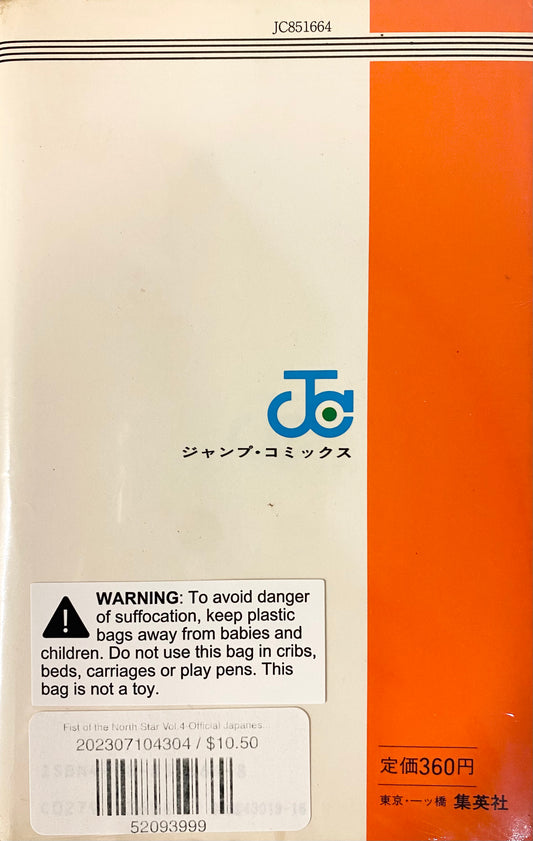 JC851664
JC
ジャンプ・コミックス
WARNING: To avoid danger
of suffocation, keep plastic
bags away from babies and
children. Do not use this bag in cribs,
beds, carriages or play pens. This
bag is not a toy.
Fist of the North Star Vol 4-Official Japanes...
202307104304 / $10.50
52093999
定価360円
東京・一ッ橋 集英社